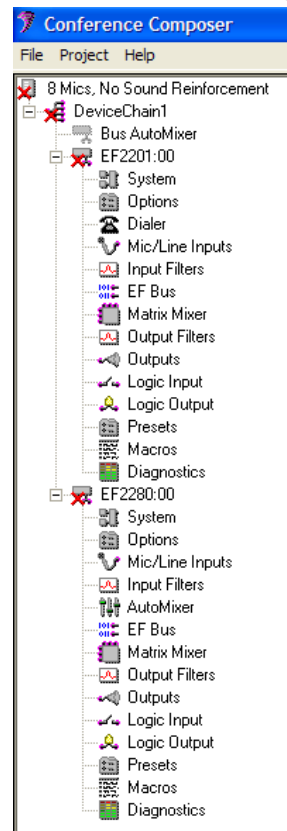 Conference Composer
File Project Help
8 Mics, No Sound Reinforcement
DeviceChain1
Bus AutoMixer
EF2201:00
System
Options
Dialer
Mic/Line Inputs
Input Filters
EF Bus
Matrix Mixer
Output Filters
Outputs
Logic Input
Logic Output
Presets
Macros
Diagnostics
EF2280:00
System
Options
Mic/Line Inputs
Input Filters
AutoMixer
EF Bus
Matrix Mixer
Output Filters
Outputs
Logic Input
Logic Output
Presets
Macros
Diagnostics